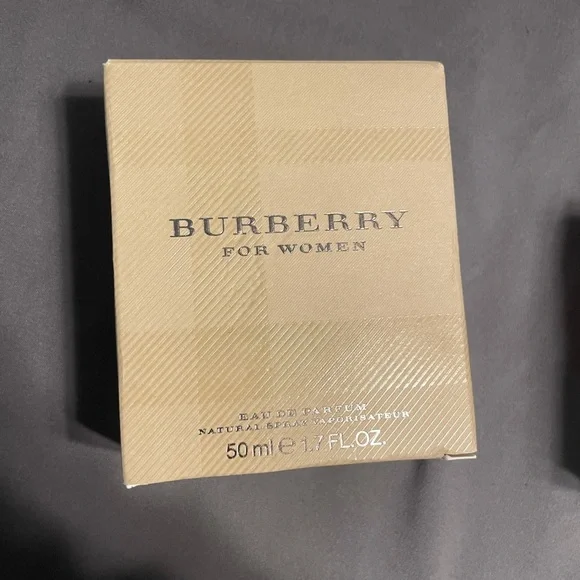 BURBERRY
FOR WOMEN
EAU DE PARFUM
NATURAL SPRAY VAPORISATEUR
50 ml ℮ 1.7 FL.OZ.